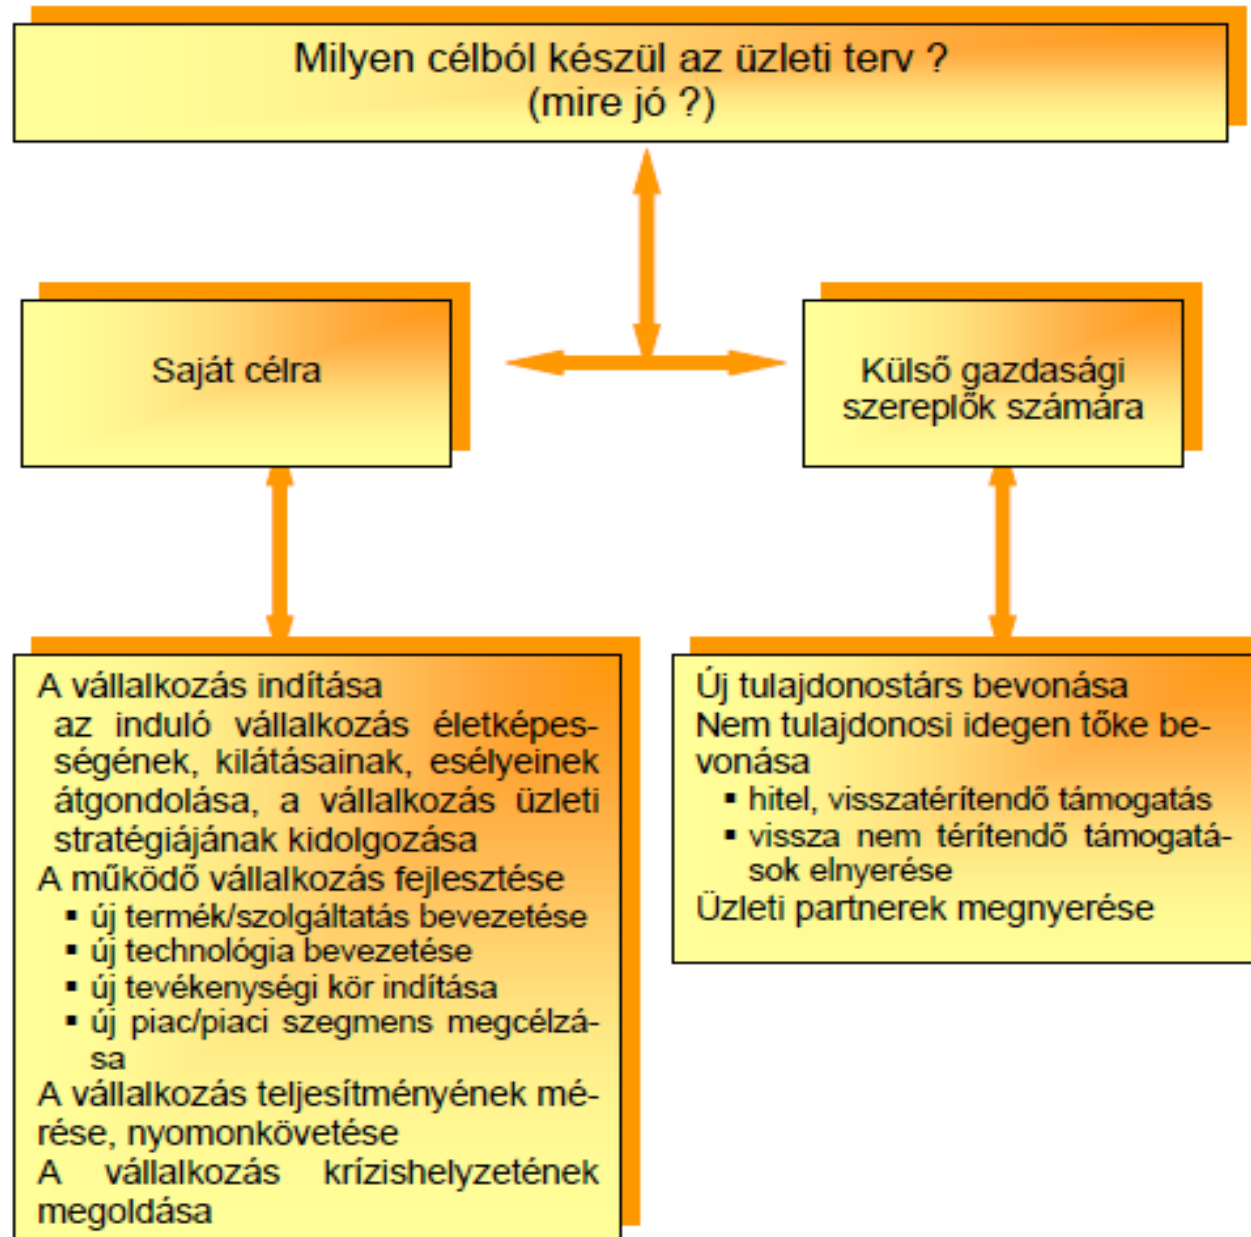 Milyen célból készül az üzleti terv ?
(mire jó ?)
Saját célra
Külső gazdasági
szereplők számára
A vállalkozás indítása
az induló vállalkozás életképes-
ségének, kilátásainak, esélyeinek
átgondolása, a vállalkozás üzleti
stratégiájának kidolgozása
A működő vállalkozás fejlesztése
▪ új termék/szolgáltatás bevezetése
▪ új technológia bevezetése
▪ új tevékenységi kör indítása
▪ új piac/piaci szegmens megcélzá-
sa
A vállalkozás teljesítményének mé-
rése, nyomonkövetése
A vállalkozás krízishelyzetének
megoldása
Új tulajdonostárs bevonása
Nem tulajdonosi idegen tőke be-
vonása
▪ hitel, visszatérítendő támogatás
▪ vissza nem térítendő támogatá-
sok elnyerése
Üzleti partnerek megnyerése